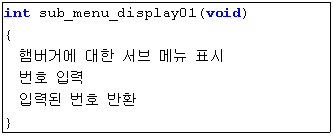 int sub_menu_display01(void)
{
햄버거에 대한 서브 메뉴 표시
번호 입력
입력된 번호 반환
}